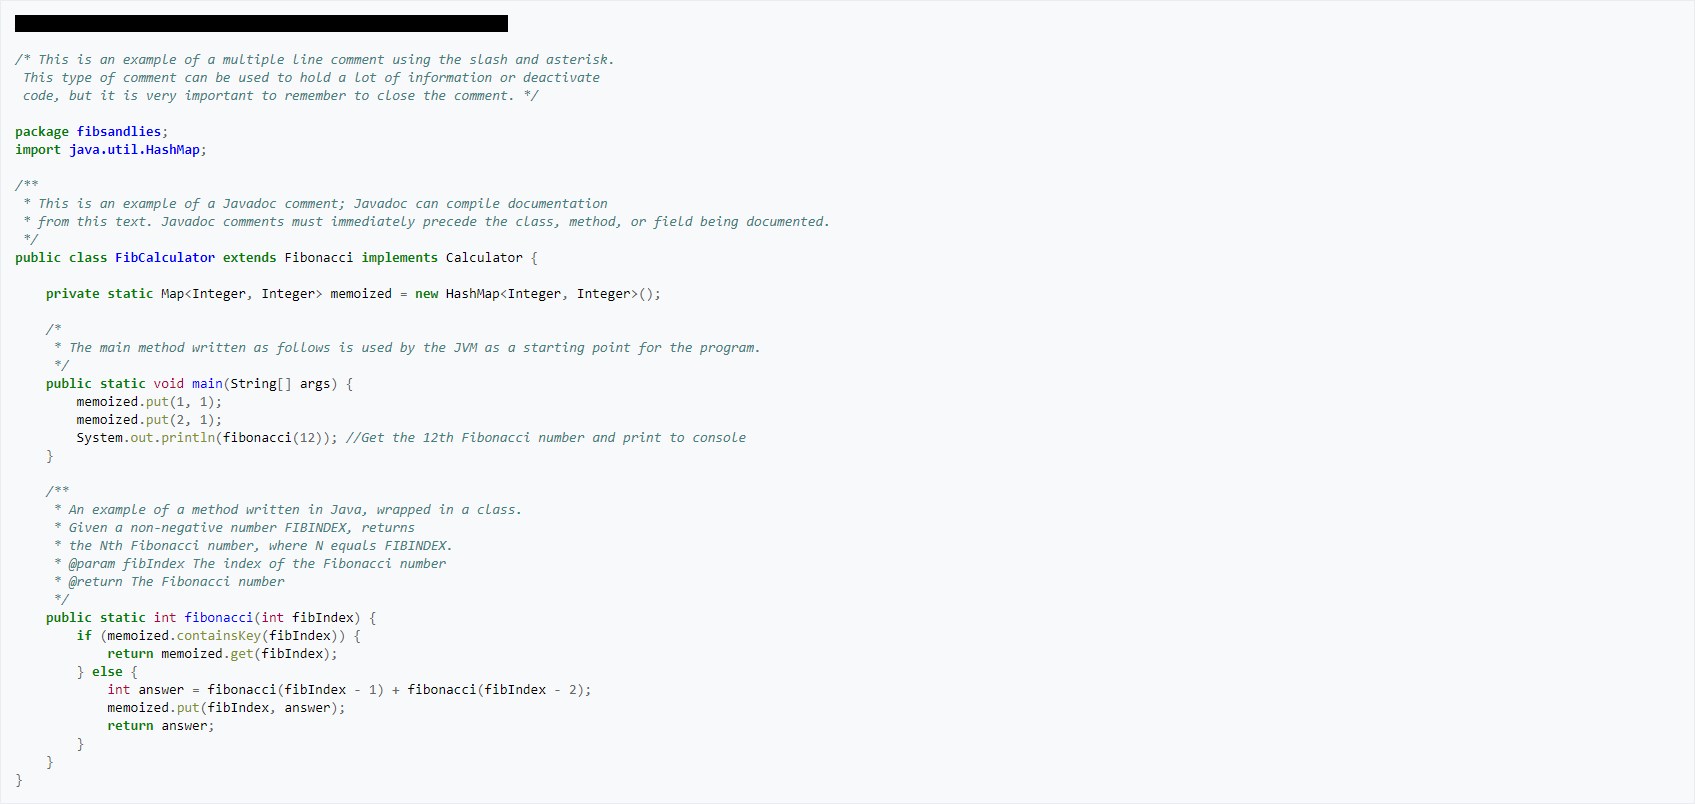 /* This is an example of a multiple line comment using the slash and asterisk.
 This type of comment can be used to hold a lot of information or deactivate
 code, but it is very important to remember to close the comment. */
package fibsandlies;
import java.util.HashMap;
/**
 * This is an example of a Javadoc comment; Javadoc can compile documentation
 * from this text. Javadoc comments must immediately precede the class, method, or field being documented.
 */
public class FibCalculator extends Fibonacci implements Calculator {
    private static Map<Integer, Integer> memoized = new HashMap<Integer, Integer>();
    /*
     * The main method written as follows is used by the JVM as a starting point for the program.
     */
    public static void main(String[] args) {
        memoized.put(1, 1);
        memoized.put(2, 1);
        System.out.println(fibonacci(12)); //Get the 12th Fibonacci number and print to console
    }
    /**
     * An example of a method written in Java, wrapped in a class.
     * Given a non-negative number FIBINDEX, returns
     * the Nth Fibonacci number, where N equals FIBINDEX.
     * @param fibIndex The index of the Fibonacci number
     * @return The Fibonacci number
     */
    public static int fibonacci(int fibIndex) {
        if (memoized.containsKey(fibIndex)) {
            return memoized.get(fibIndex);
        } else {
            int answer = fibonacci(fibIndex - 1) + fibonacci(fibIndex - 2);
            memoized.put(fibIndex, answer);
            return answer;
        }
    }
}